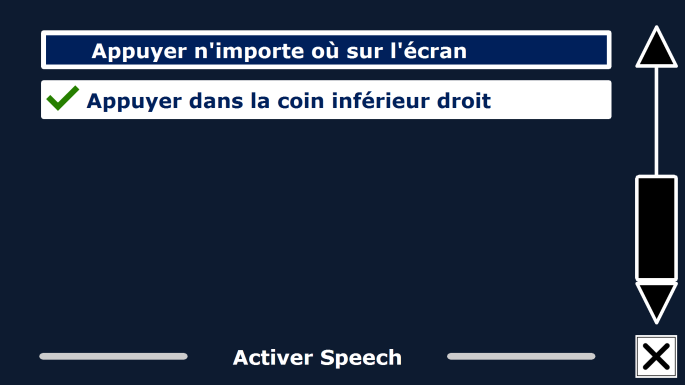 Appuyer n'importe où sur l'écran
Appuyer dans la coin inférieur droit
Activer Speech